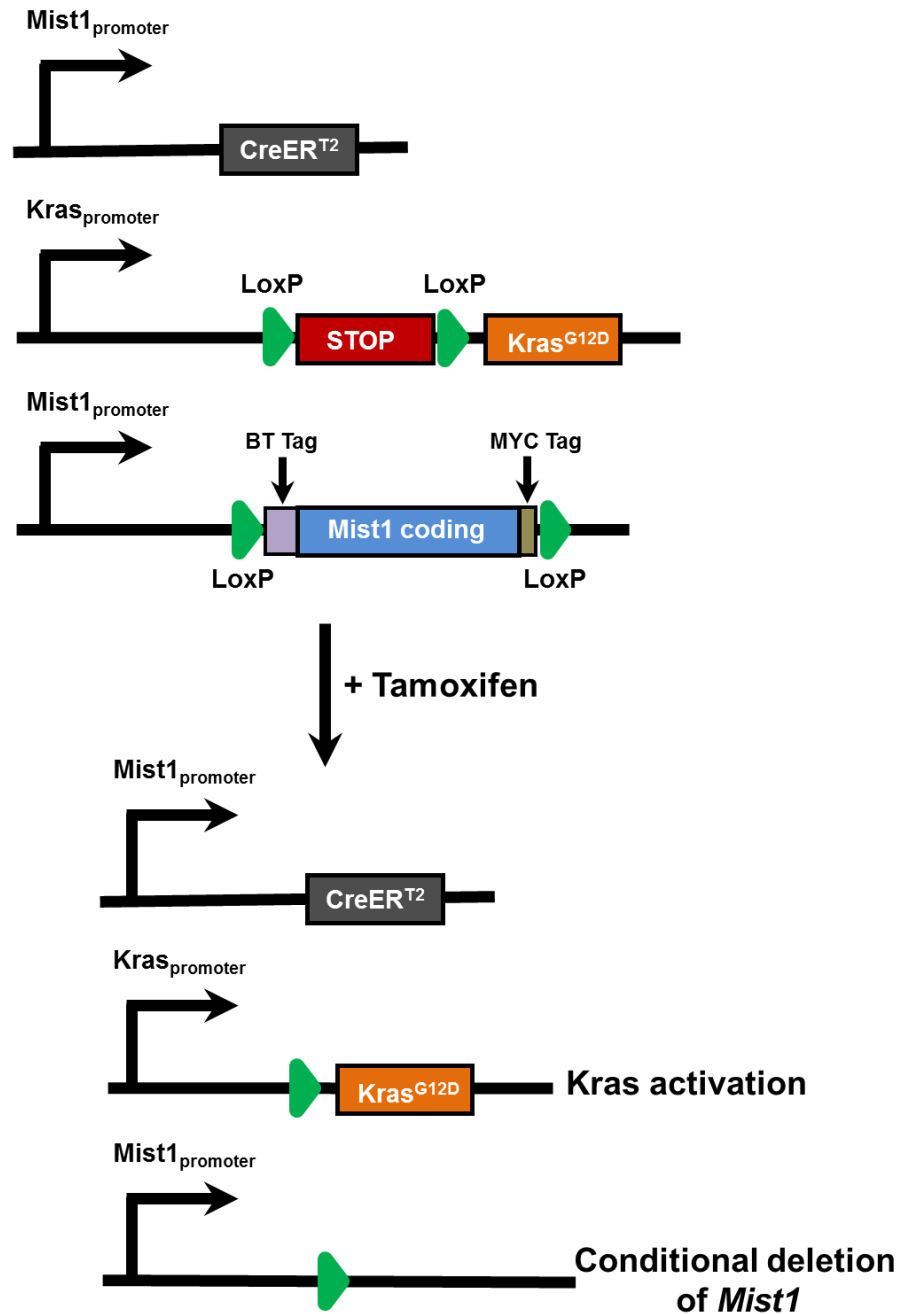 Mist1promoter
CreERT2
Kraspromoter
LoxP LoxP
STOP KrasG12D
Mist1promoter
BT Tag MYC Tag
Mist1 coding
LoxP LoxP
+ Tamoxifen
Mist1promoter
CreERT2
Kraspromoter
KrasG12D Kras activation
Mist1promoter
Conditional deletion
of Mist1